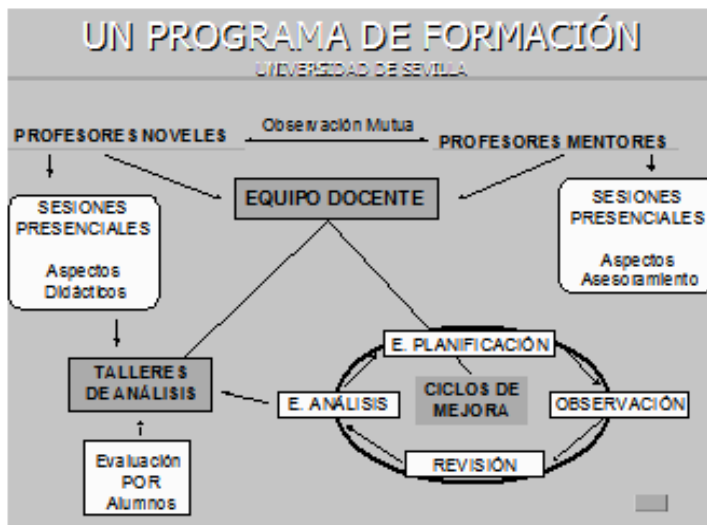 UN PROGRAMA DE FORMACIÓN
UNIVERSIDAD DE SEVILLA
Observación Mutua
PROFESORES NOVELES
PROFESORES MENTORES
EQUIPO DOCENTE
SESIONES
PRESENCIALES
Aspectos
Didácticos
SESIONES
PRESENCIALES
Aspectos
Asesoramiento
E. PLANIFICACIÓN
TALLERES
DE ANÁLISIS
E. ANÁLISIS
CICLOS DE
MEJORA
OBSERVACIÓN
REVISIÓN
Evaluación
POR
Alumnos